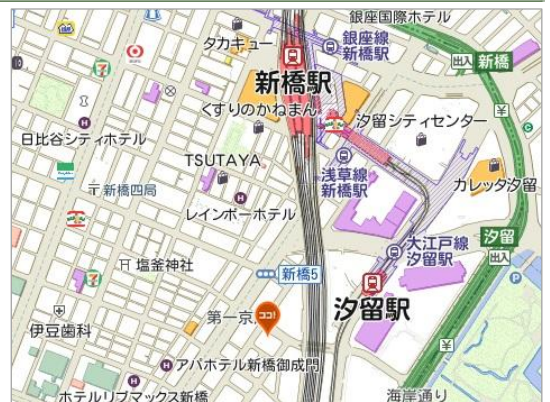 銀座国際ホテル
タカキュー
銀座線
新橋駅
出入
新橋
新橋駅
くすりのかねまん
汐留シティセンター
日比谷シティホテル
TSUTAYA
浅草線
新橋駅
カレッタ汐留
新橋四局
レインボーホテル
汐留
出入
大江戸線
汐留駅
塩釜神社
新橋5
汐留駅
第一京
ココ!
伊豆歯科
アパホテル新橋御成門
ホテルリブマックス新橋
海岸通り